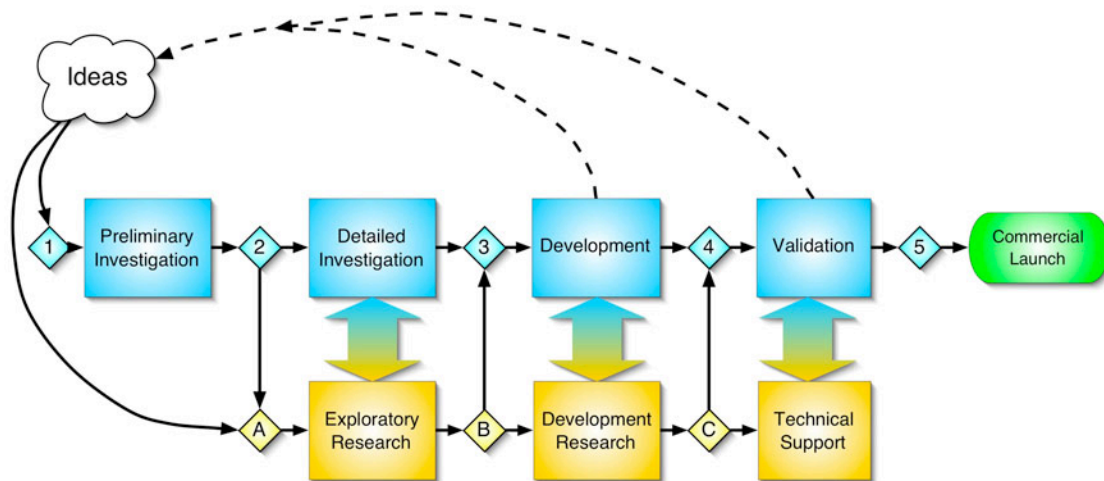 Ideas
1
Preliminary
Investigation
2
Detailed
Investigation
3
Development
4
Validation
5
Commercial
Launch
A
Exploratory
Research
B
Development
Research
C
Technical
Support